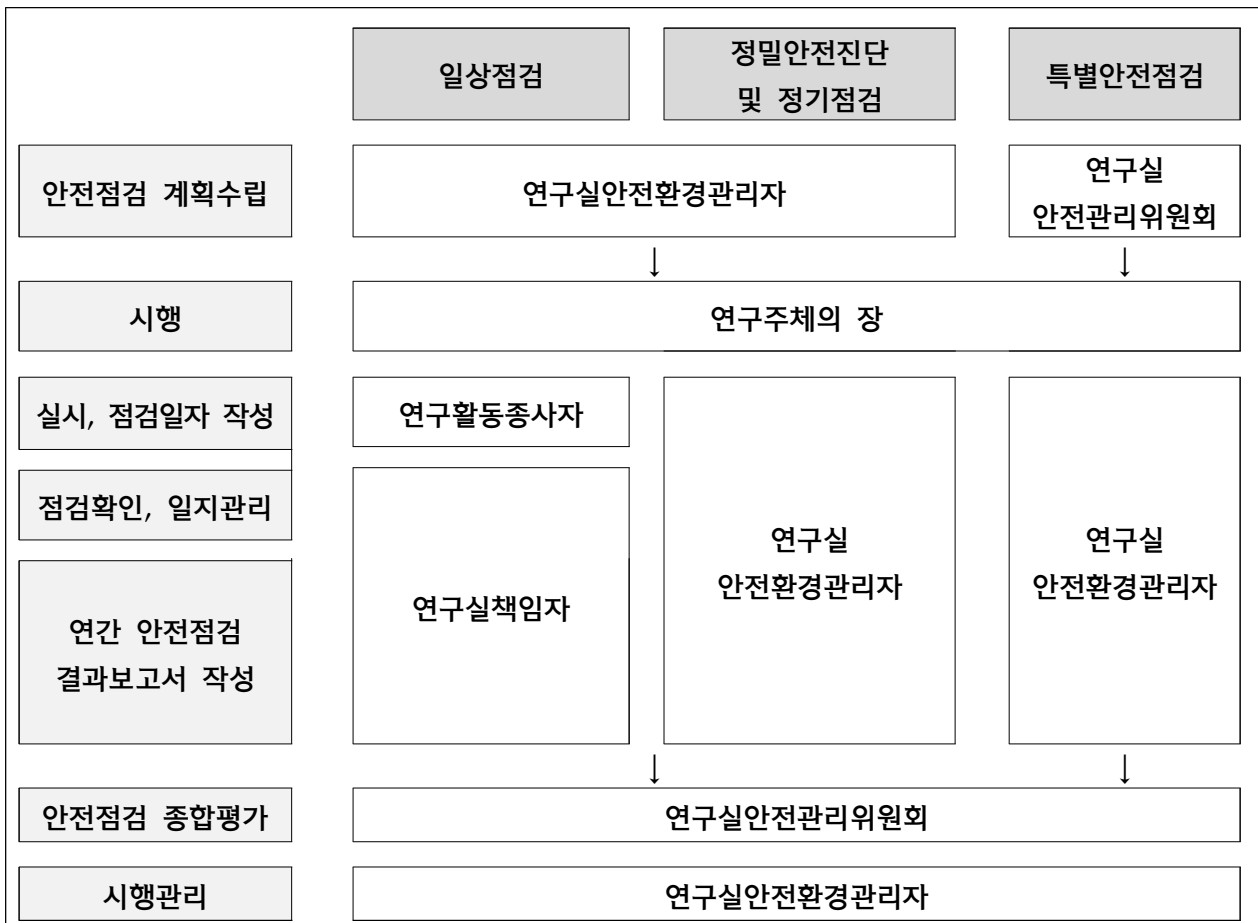 일상점검
정밀안전진단
및 정기점검
특별안전점검
안전점검 계획수립
연구실안전환경관리자
연구실
안전관리위원회
↓ ↓
시행
연구주체의 장
실시, 점검일자 작성
연구활동종사자
점검확인, 일지관리
연구실책임자
연구실
안전환경관리자
연구실
안전환경관리자
연간 안전점검
결과보고서 작성
↓ ↓
안전점검 종합평가
연구실안전관리위원회
시행관리
연구실안전환경관리자